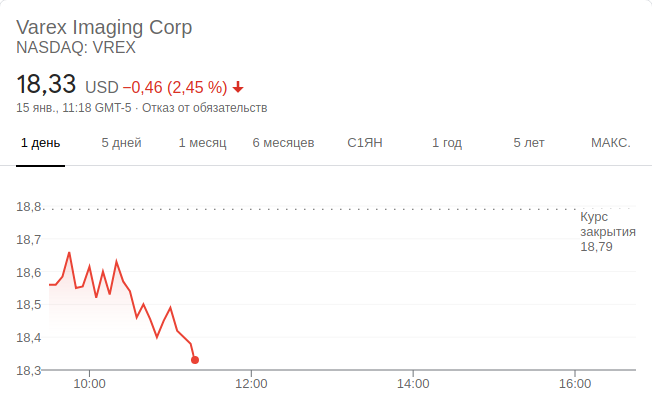 Varex Imaging Corp
NASDAQ: VREX
18,33 USD −0,46 (2,45 %)
15 янв., 11:18 GMT-5 · Отказ от обязательств
1 день 5 дней 1 месяц 6 месяцев С1ЯН 1 год 5 лет МАКС.
18,8
Курс
закрытия
18,79
18,7
18,6
18,5
18,4
18,3
10:00 12:00 14:00 16:00